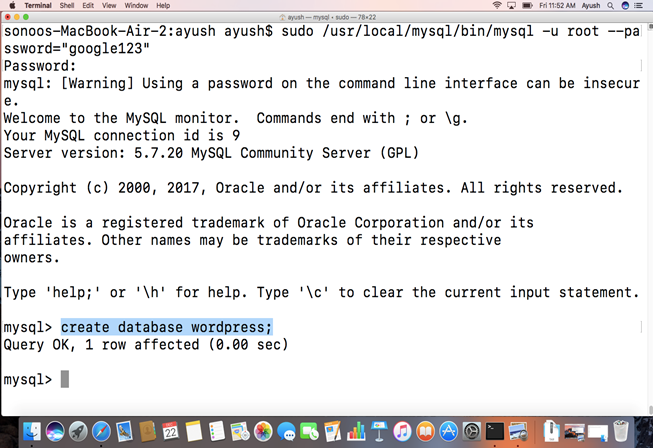 Terminal Shell Edit View Window Help Fri 11:52 AM Ayush
ayush — mysql • sudo — 78×22
sonoos-MacBook-Air-2:ayush ayush$ sudo /usr/local/mysql/bin/mysql -u root --pa
ssword="google123"
Password:
mysql: [Warning] Using a password on the command line interface can be insecur
e.
Welcome to the MySQL monitor.  Commands end with ; or \g.
Your MySQL connection id is 9
Server version: 5.7.20 MySQL Community Server (GPL)
Copyright (c) 2000, 2017, Oracle and/or its affiliates. All rights reserved.
Oracle is a registered trademark of Oracle Corporation and/or its
affiliates. Other names may be trademarks of their respective
owners.
Type 'help;' or '\h' for help. Type '\c' to clear the current input statement.
mysql> create database wordpress;
Query OK, 1 row affected (0.00 sec)
mysql>
22